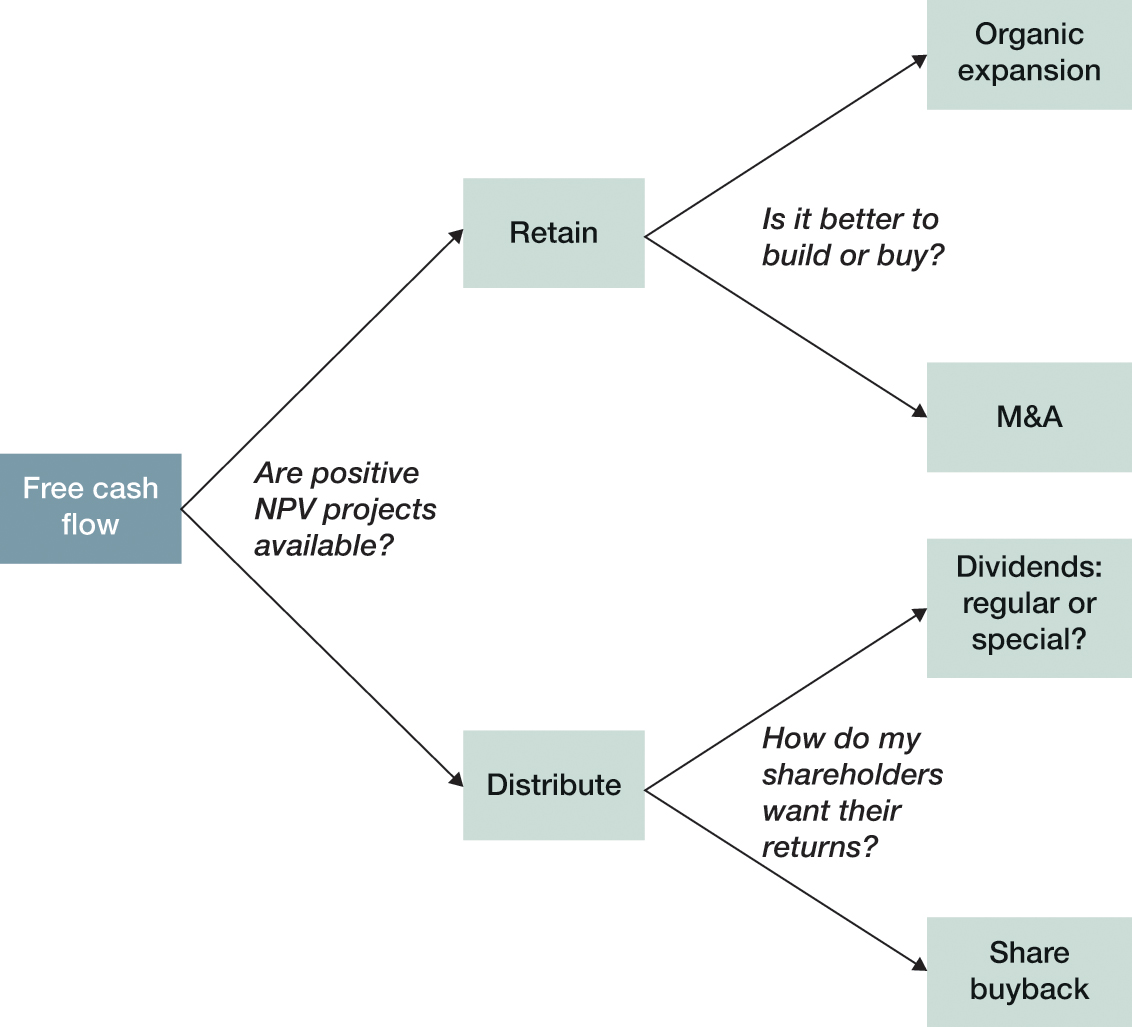 Organic
expansion
Retain
Is it better to
build or buy?
M&A
Free cash
flow
Are positive
NPV projects
available?
Dividends:
regular or
special?
Distribute
How do my
shareholders
want their
returns?
Share
buyback